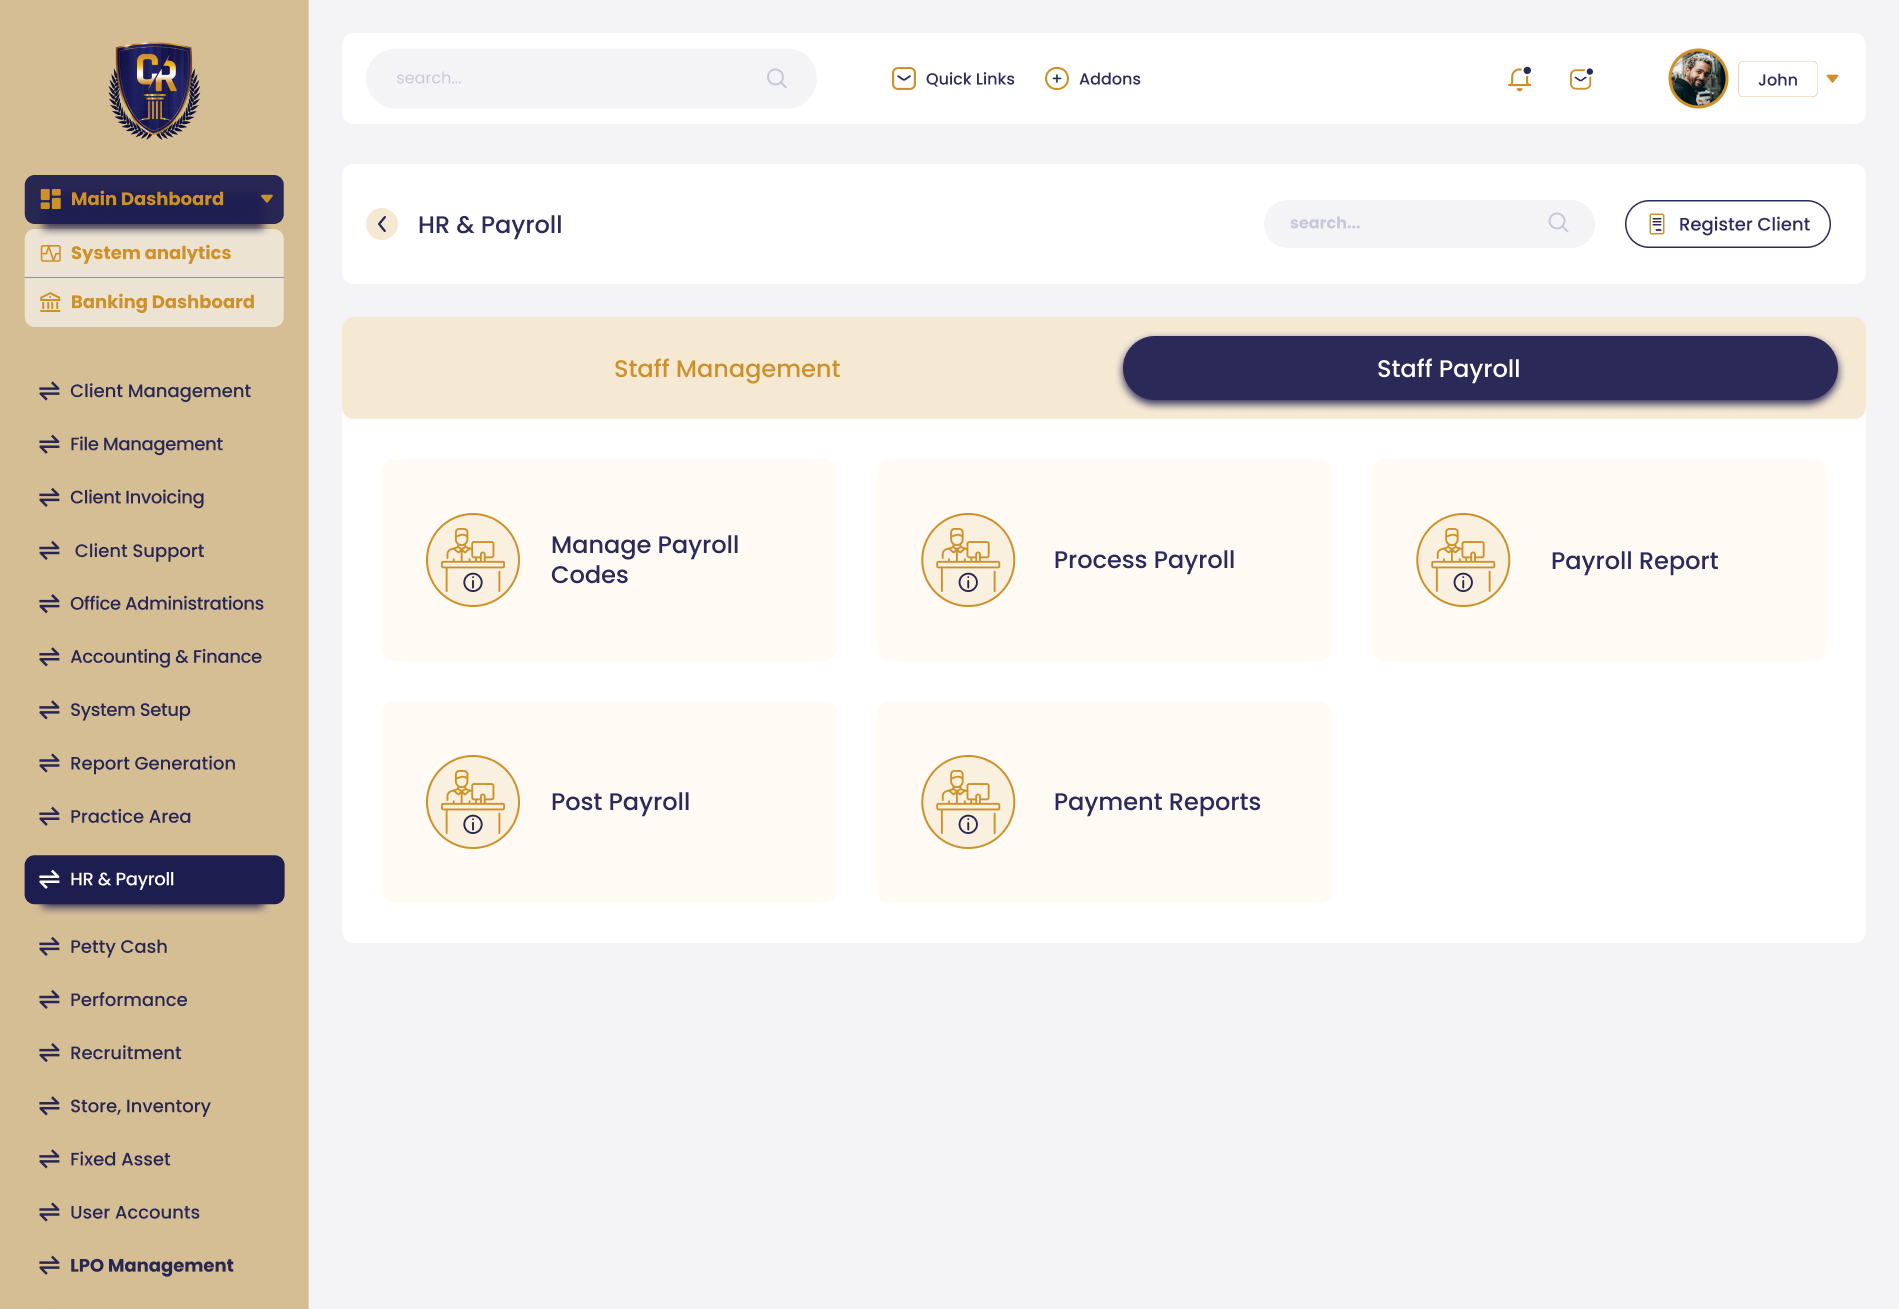 CR
Main Dashboard
System analytics
Banking Dashboard
Client Management
File Management
Client Invoicing
Client Support
Office Administrations
Accounting & Finance
System Setup
Report Generation
Practice Area
HR & Payroll
Petty Cash
Performance
Recruitment
Store, Inventory
Fixed Asset
User Accounts
LPO Management
search...
Quick Links
Addons
John
HR & Payroll
search...
Register Client
Staff Management
Staff Payroll
Manage Payroll
Codes
Process Payroll
Payroll Report
Post Payroll
Payment Reports